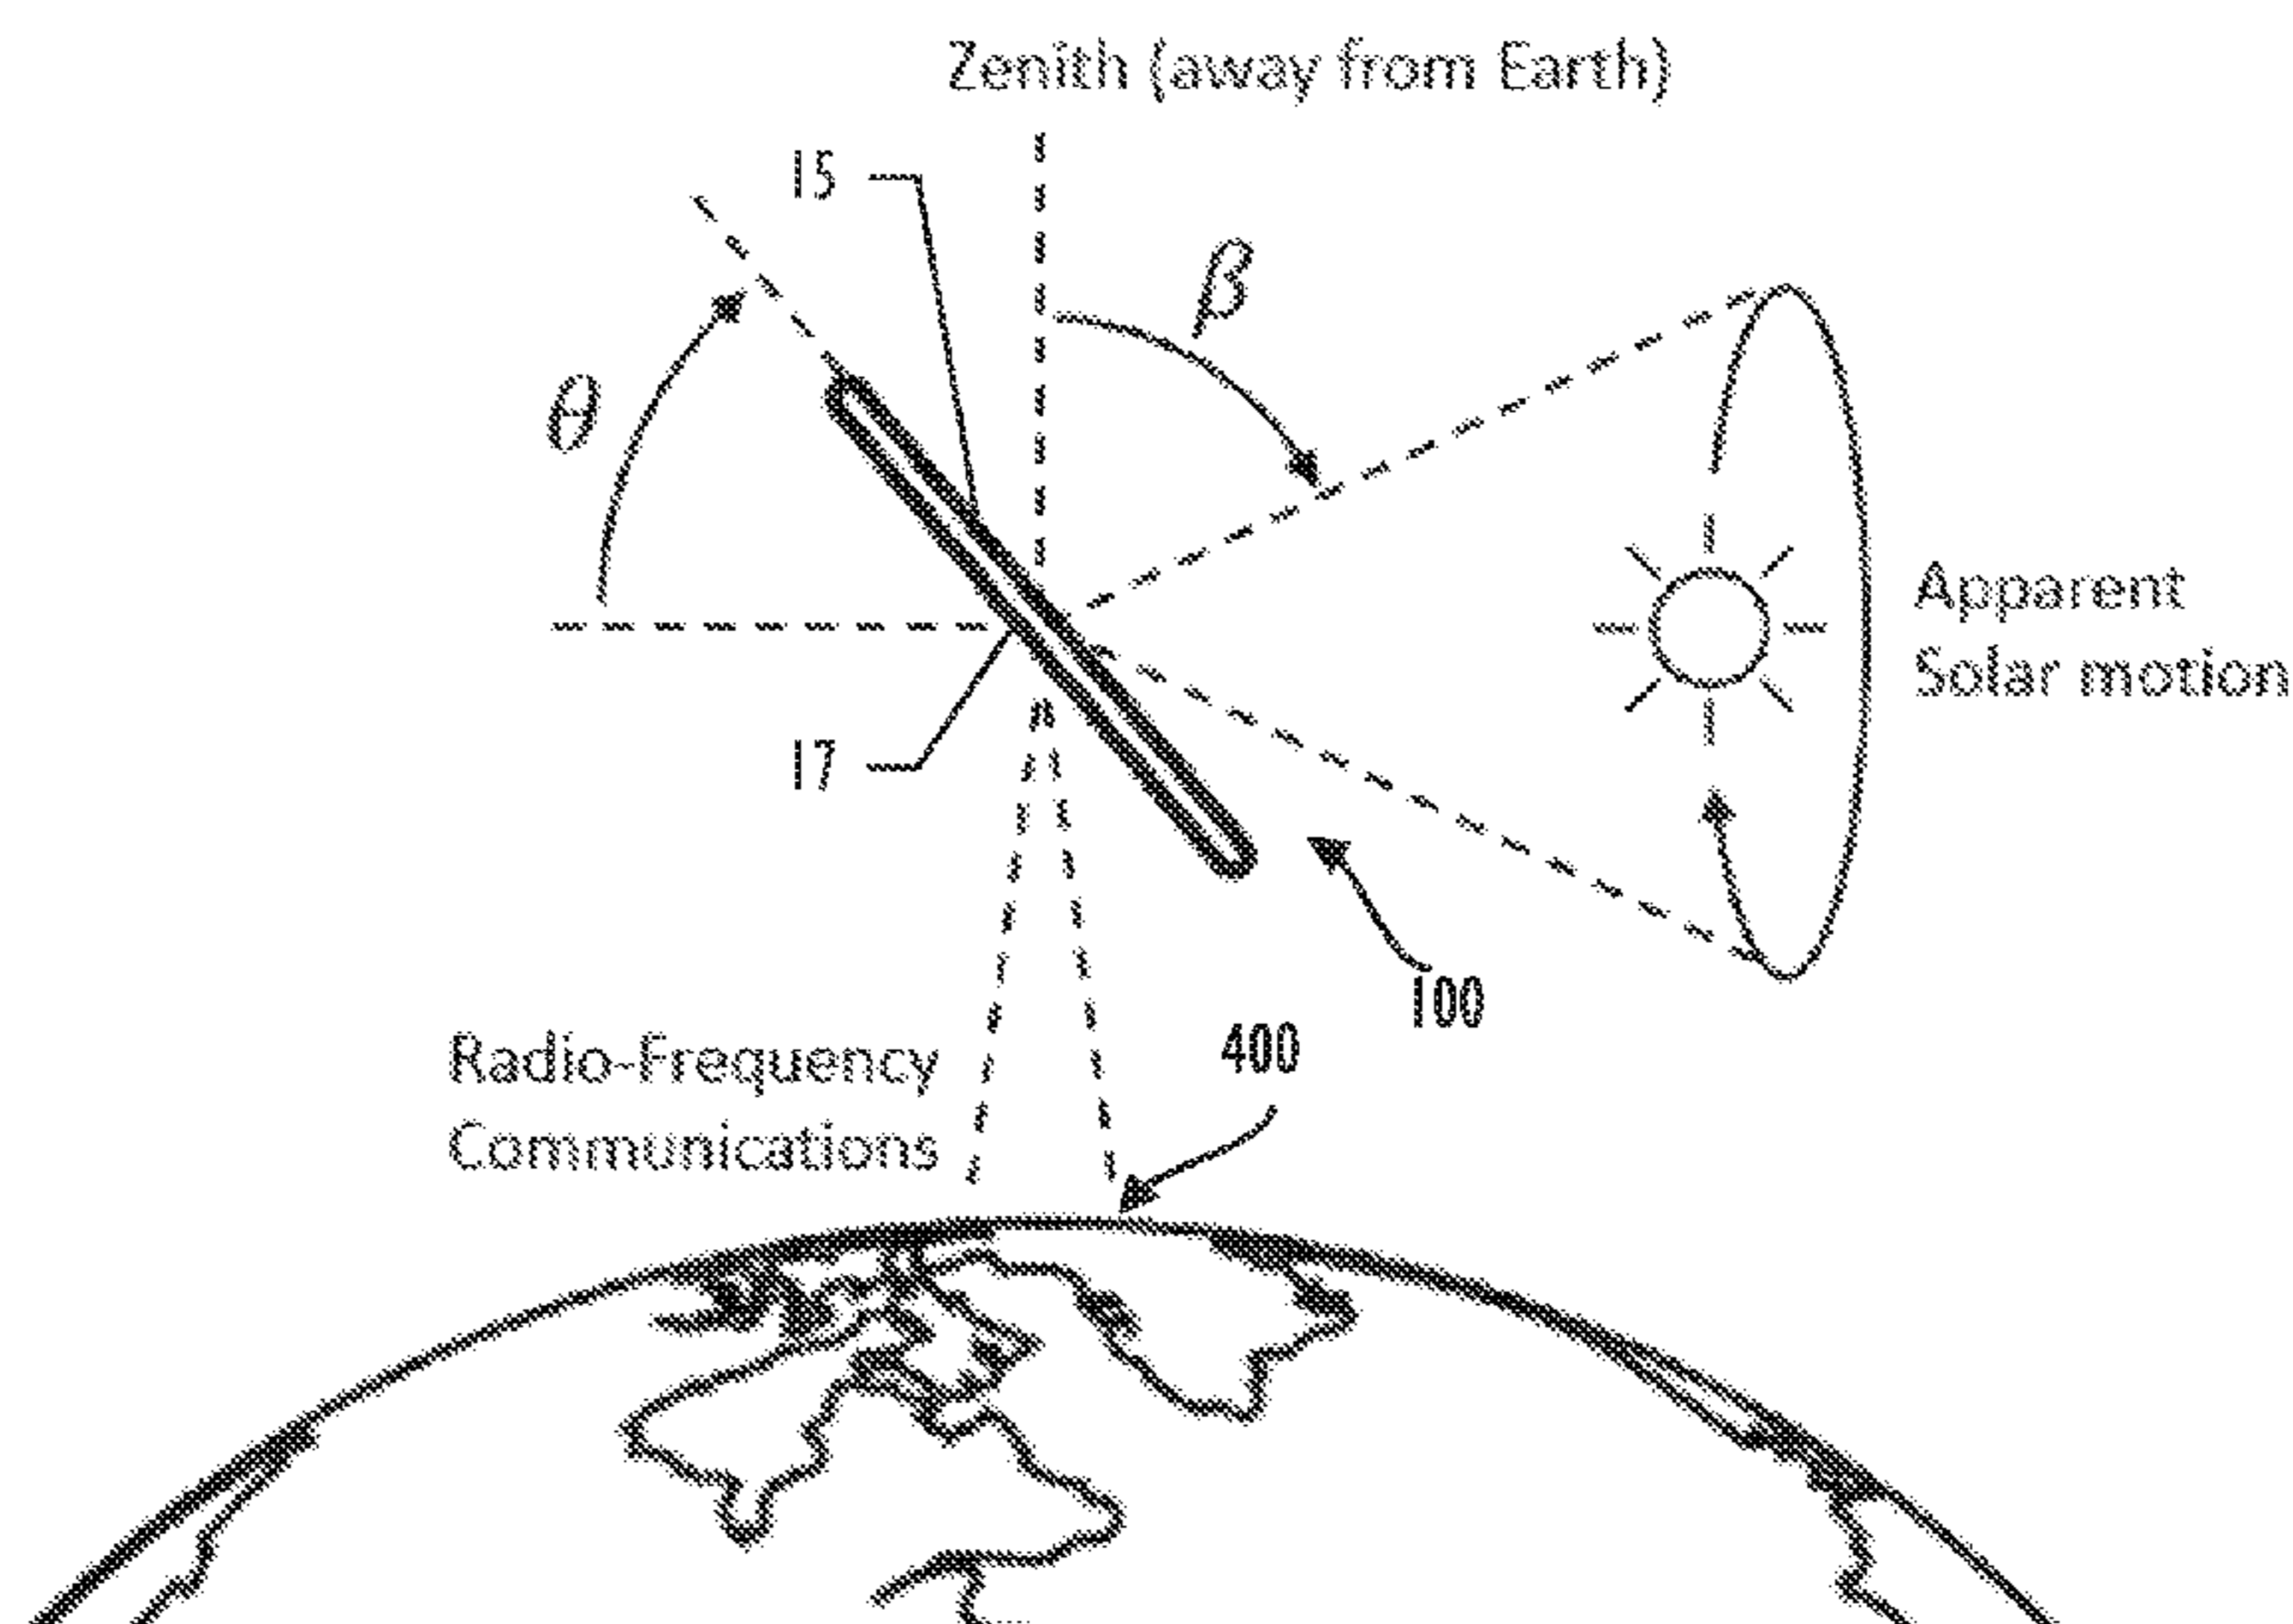 Zenith (away from Earth)
15
β
θ
Apparent
Solar motion
17
100
400
Radio-Frequency
Communications